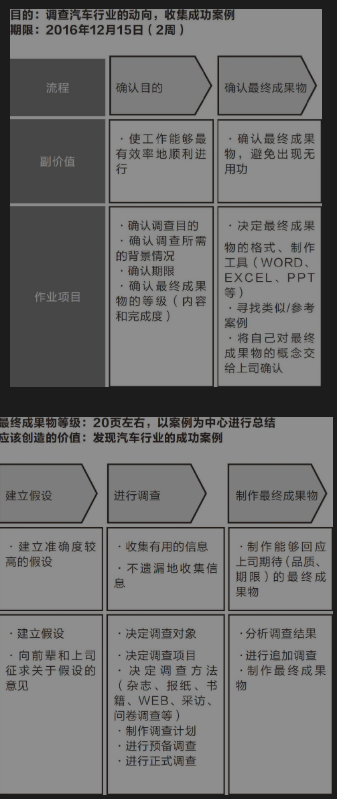 目的：调查汽车行业的动向，收集成功案例
期限：2016年12月15日（2周）
流程
确认目的
确认最终成果物
副价值
· 使工作能够最
有效率地顺利进
行
· 确认最终成果
物，避免出现无
用功
作业项目
· 确认调查目的
· 确认调查所需
的背景情况
· 确认期限
· 确认最终成果
物的等级（内容
和完成度）
· 决定最终成果
物的格式、制作
工具（WORD、
EXCEL、PPT
等）
· 寻找类似/参考
案例
· 将自己对最终
成果物的概念交
给上司确认
最终成果物等级：20页左右，以案例为中心进行总结
应该创造的价值：发现汽车行业的成功案例
建立假设
进行调查
制作最终成果物
· 建立准确度较
高的假设
· 收集有用的信息
· 不遗漏地收集信
息
· 制作能够回应
上司期待（品质、
期限）的最终成
果物
· 建立假设
· 向前辈和上司
征求关于假设的
意见
· 决定调查对象
· 决定调查项目
· 决定调查方法
（杂志、报纸、书
籍、WEB、采访、
问卷调查等）
· 制作调查计划
· 进行预备调查
· 进行正式调查
· 分析调查结果
· 进行追加调查
· 制作最终成果
物